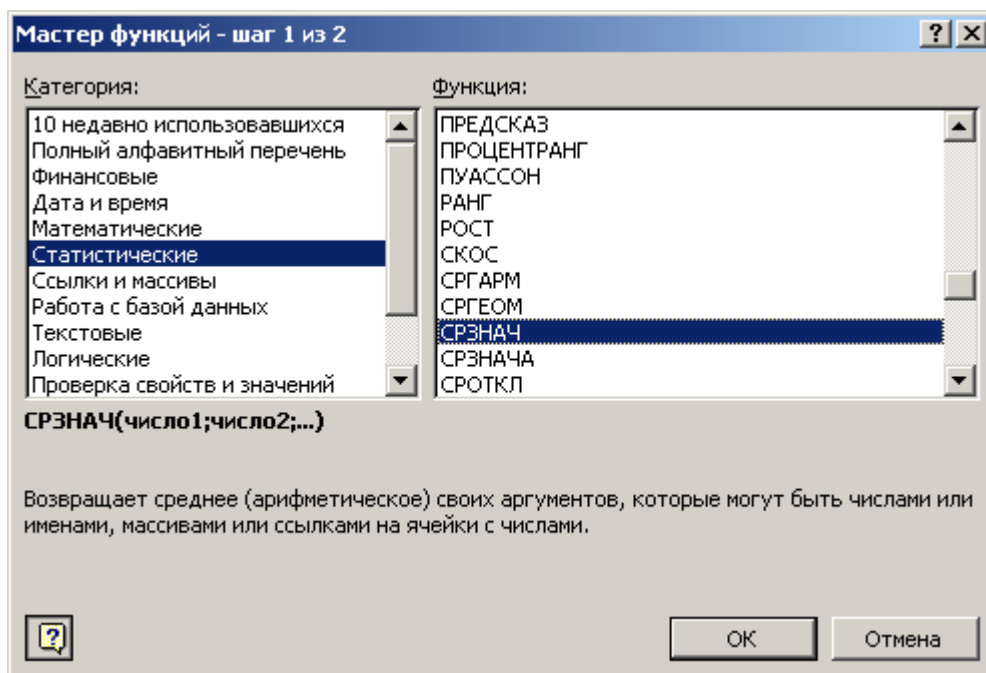 Мастер функций - шаг 1 из 2
Категория:
10 недавно использовавшихся
Полный алфавитный перечень
Финансовые
Дата и время
Математические
Статистические
Ссылки и массивы
Работа с базой данных
Текстовые
Логические
Проверка свойств и значений
Функция:
ПРЕДСКАЗ
ПРОЦЕНТРАНГ
ПУАССОН
РАНГ
РОСТ
СКОС
СРГАРМ
СРГЕОМ
СРЗНАЧ
СРЗНАЧА
СРОТКЛ
СРЗНАЧ(число1;число2;...)
Возвращает среднее (арифметическое) своих аргументов, которые могут быть числами или
именами, массивами или ссылками на ячейки с числами.
ОК
Отмена